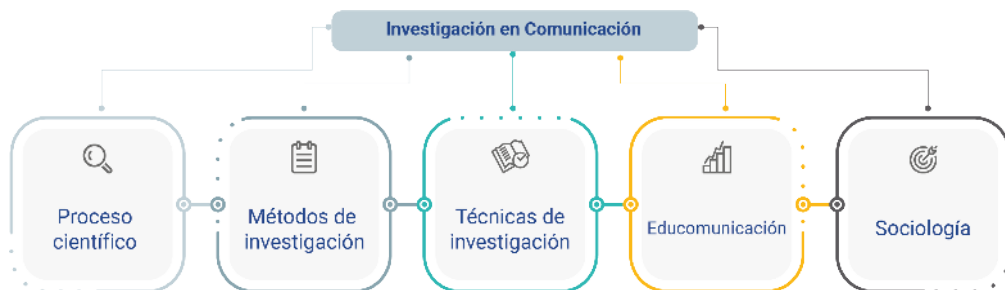 Investigación en Comunicación
Proceso
científico
Métodos de
investigación
Técnicas de
investigación
Educomunicación
Sociología